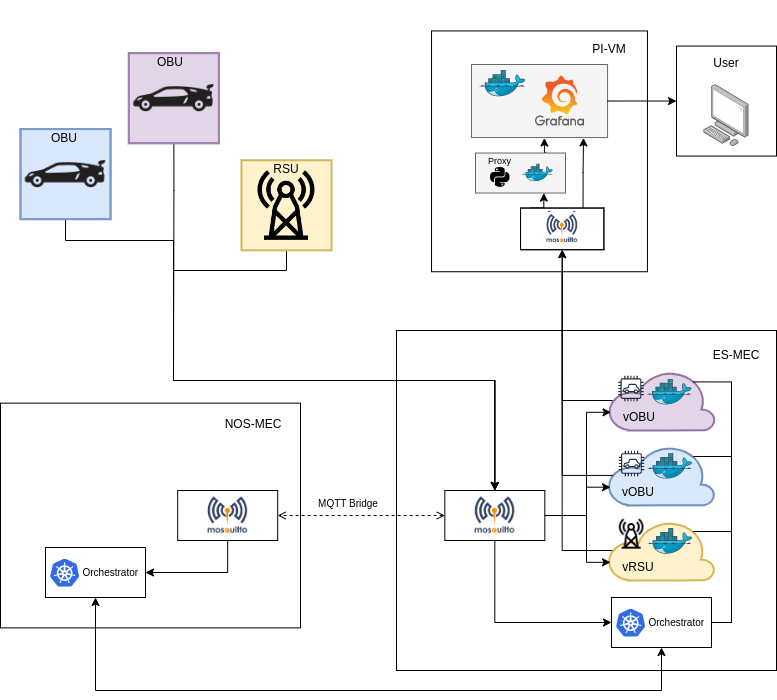 OBU
OBU
RSU
PI-VM
Grafana
Proxy
mosquitto
User
ES-MEC
vOBU
vOBU
vRSU
Orchestrator
mosquitto
MQTT Bridge
NOS-MEC
mosquitto
Orchestrator